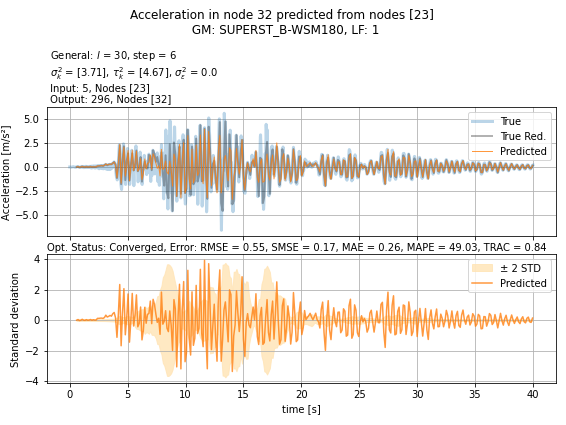 Acceleration in node 32 predicted from nodes [23]
GM: SUPERST_B-WSM180, LF: 1
General: l = 30, step = 6
σ²ₖ = [3.71], τ²ₖ = [4.67], σ²ₑ = 0.0
Input: 5, Nodes [23]
Output: 296, Nodes [32]
Acceleration [m/s²]
5.0
2.5
0.0
−2.5
−5.0
True
True Red.
Predicted
Opt. Status: Converged, Error: RMSE = 0.55, SMSE = 0.17, MAE = 0.26, MAPE = 49.03, TRAC = 0.84
Standard deviation
4
2
0
−2
−4
± 2 STD
Predicted
0 5 10 15 20 25 30 35 40
time [s]